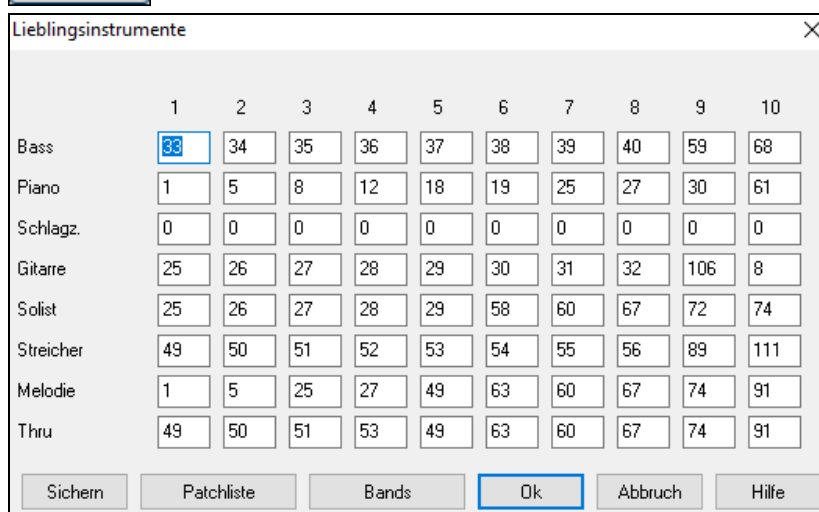 Lieblingsinstrumente
1 2 3 4 5 6 7 8 9 10
Bass 33 34 35 36 37 38 39 40 59 68
Piano 1 5 8 12 18 19 25 27 30 61
Schlagz. 0 0 0 0 0 0 0 0 0 0
Gitarre 25 26 27 28 29 30 31 32 106 8
Solist 25 26 27 28 29 58 60 67 72 74
Streicher 49 50 51 52 53 54 55 56 89 111
Melodie 1 5 25 27 49 63 60 67 74 91
Thru 49 50 51 53 49 63 60 67 74 91
Sichern Patchliste Bands Ok Abbruch Hilfe